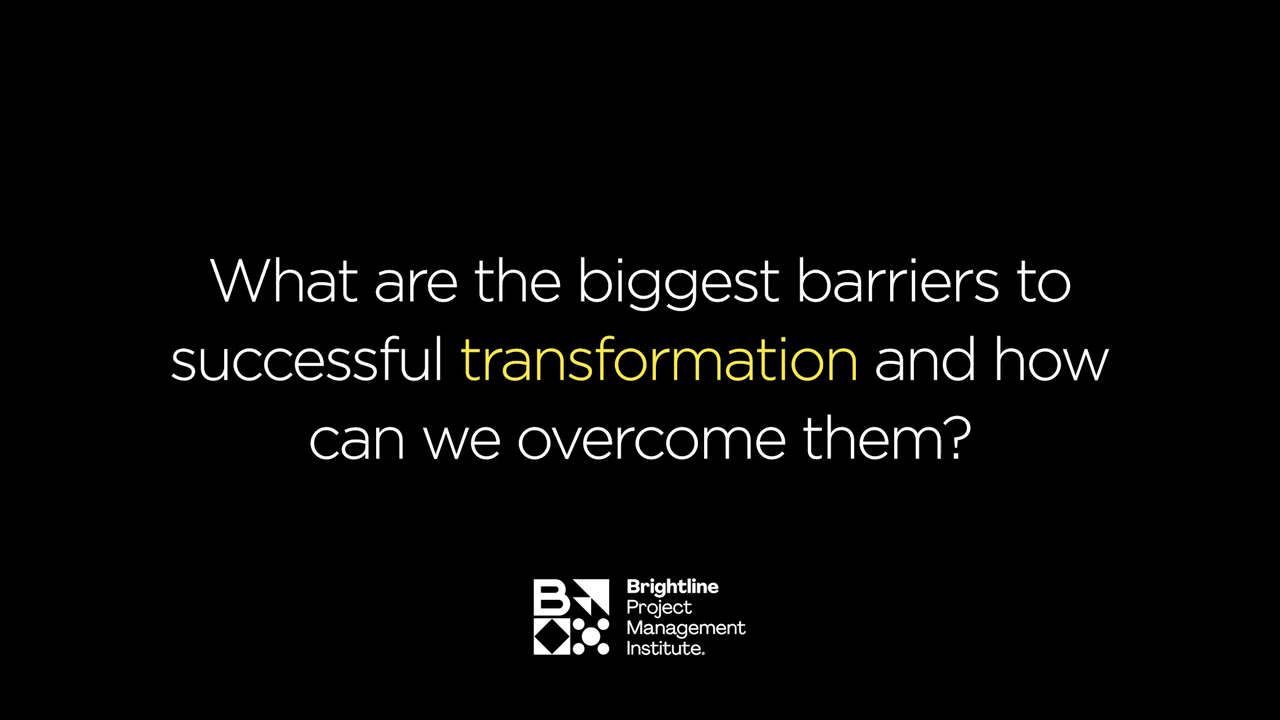 What are the biggest barriers to
successful transformation and how
can we overcome them?
Brightline
Project
Management
Institute.